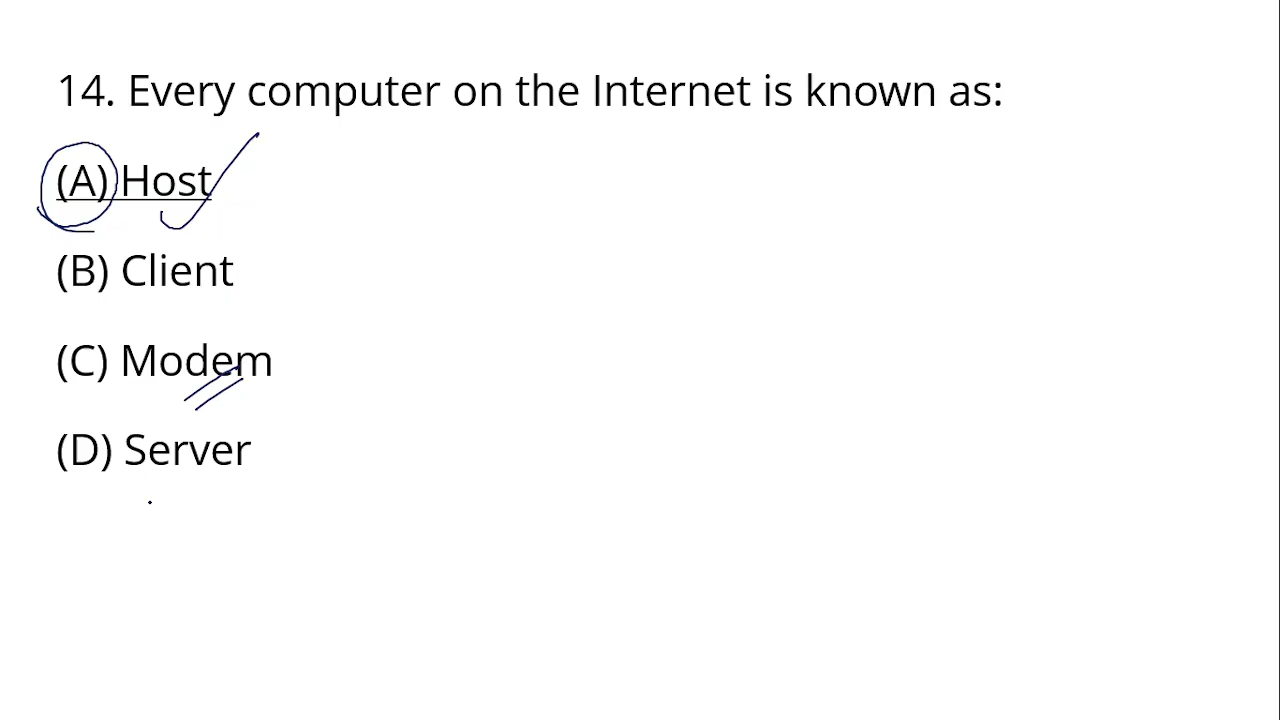 14. Every computer on the Internet is known as:
(A) Host
(B) Client
(C) Modem
(D) Server